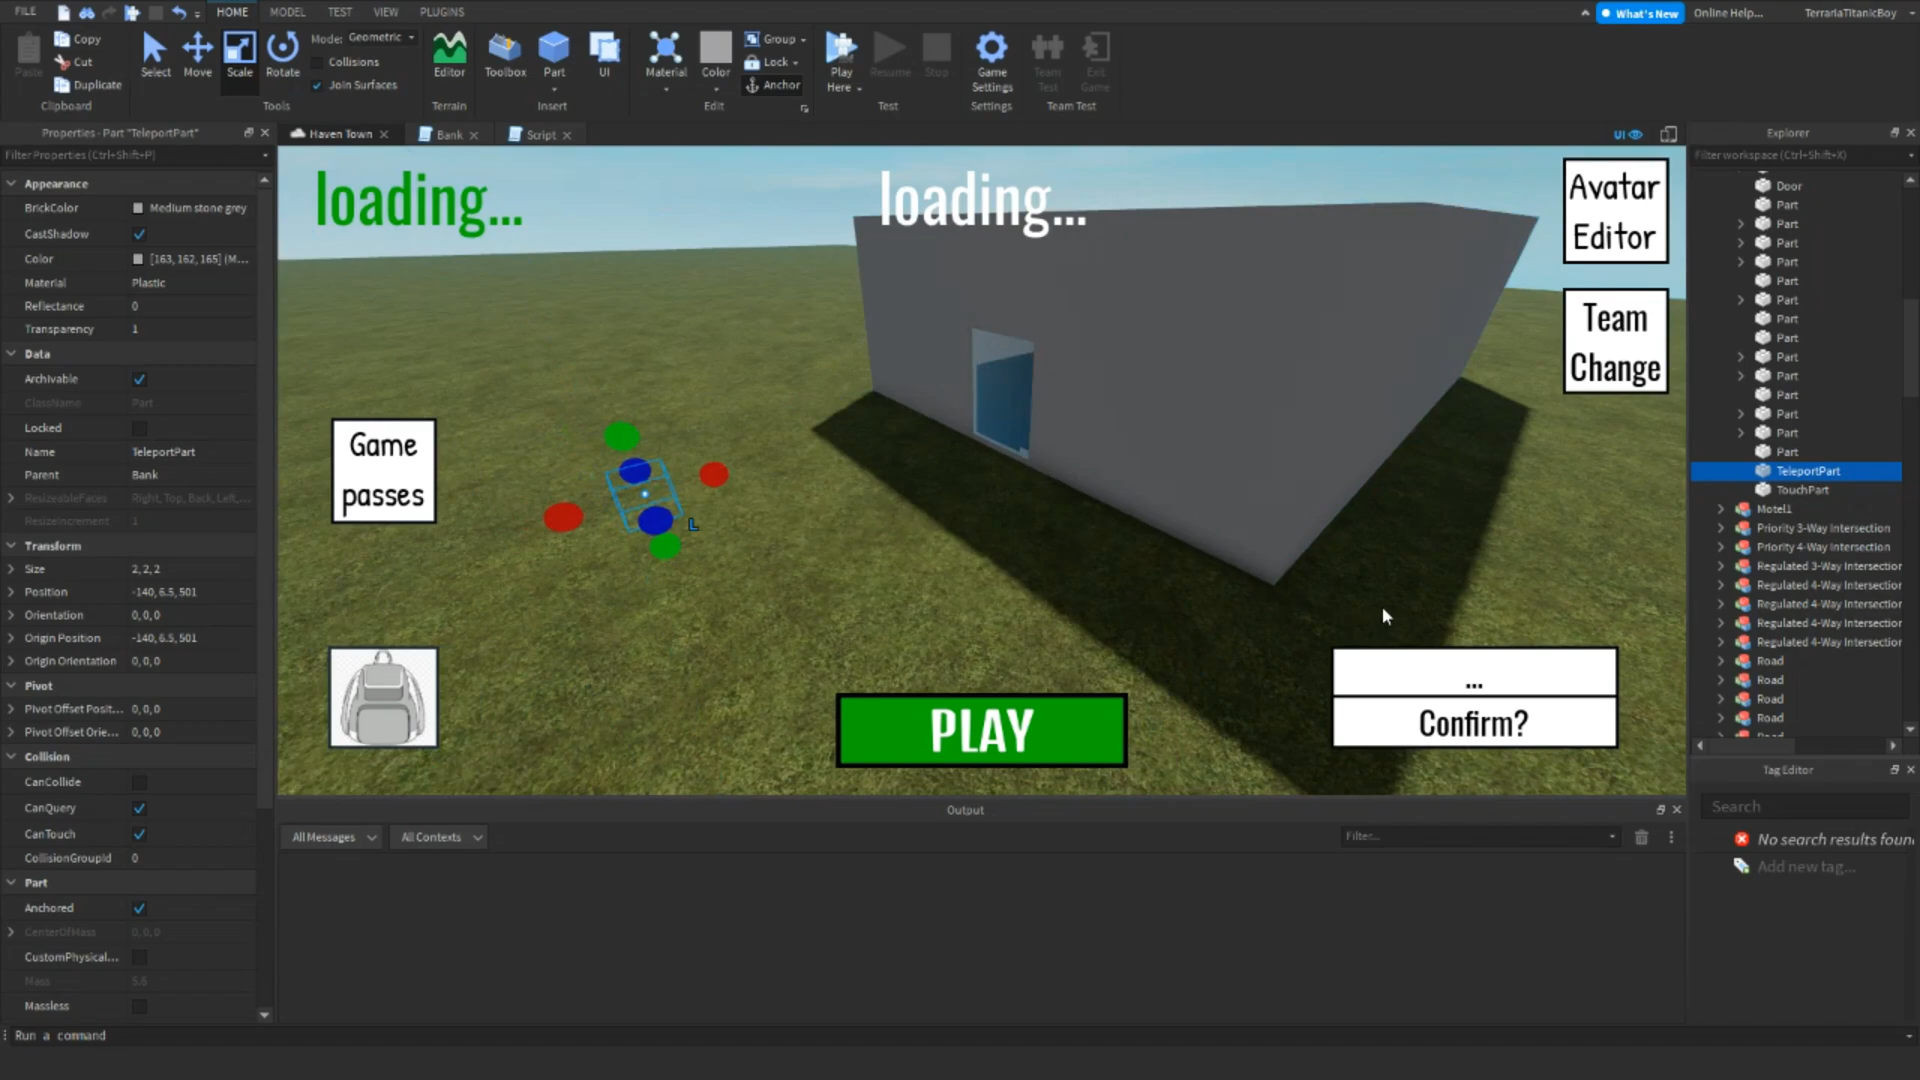 FILE
HOME
MODEL
TEST
VIEW
PLUGINS
What's New
Online Help...
TerrariaTitanicBoy
Paste
Copy
Cut
Duplicate
Clipboard
Select
Move
Scale
Rotate
Mode: Geometric
Collisions
Join Surfaces
Tools
Editor
Terrain
Toolbox
Part
UI
Insert
Material
Color
Group
Lock
Anchor
Edit
Play
Here
Resume
Stop
Test
Game
Settings
Settings
Team
Test
Exit
Game
Team Test
Properties - Part "TeleportPart"
Filter Properties (Ctrl+Shift+P)
Appearance
BrickColor Medium stone grey
CastShadow
Color [163, 162, 165] (M...
Material Plastic
Reflectance 0
Transparency 1
Data
Archivable
ClassName Part
Locked
Name TeleportPart
Parent Bank
ResizeableFaces Right, Top, Back, Left,...
ResizeIncrement 1
Transform
Size 2, 2, 2
Position -140, 6.5, 501
Orientation 0, 0, 0
Origin Position -140, 6.5, 501
Origin Orientation 0, 0, 0
Pivot
Pivot Offset Posit... 0, 0, 0
Pivot Offset Orie... 0, 0, 0
Collision
CanCollide
CanQuery
CanTouch
CollisionGroupId 0
Part
Anchored
CenterOfMass 0, 0, 0
CustomPhysical...
Mass 5.6
Massless
Haven Town
Bank
Script
UI
loading...
loading...
Avatar
Editor
Team
Change
Game
passes
L
PLAY
...
Confirm?
Output
All Messages
All Contexts
Filter...
Explorer
Filter workspace (Ctrl+Shift+X)
Door
Part
Part
Part
Part
Part
Part
Part
Part
Part
Part
Part
Part
Part
Part
TeleportPart
TouchPart
Motel1
Priority 3-Way Intersection
Priority 4-Way Intersection
Regulated 3-Way Intersection
Regulated 4-Way Intersection
Regulated 4-Way Intersection
Regulated 4-Way Intersection
Regulated 4-Way Intersection
Road
Road
Road
Road
Road
Tag Editor
Search
No search results foun
Add new tag...
Run a command